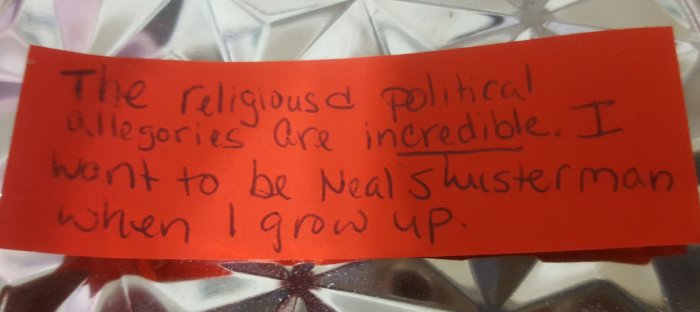 The religious & political
allegories are incredible. I
want to be Neal Shusterman
when I grow up.